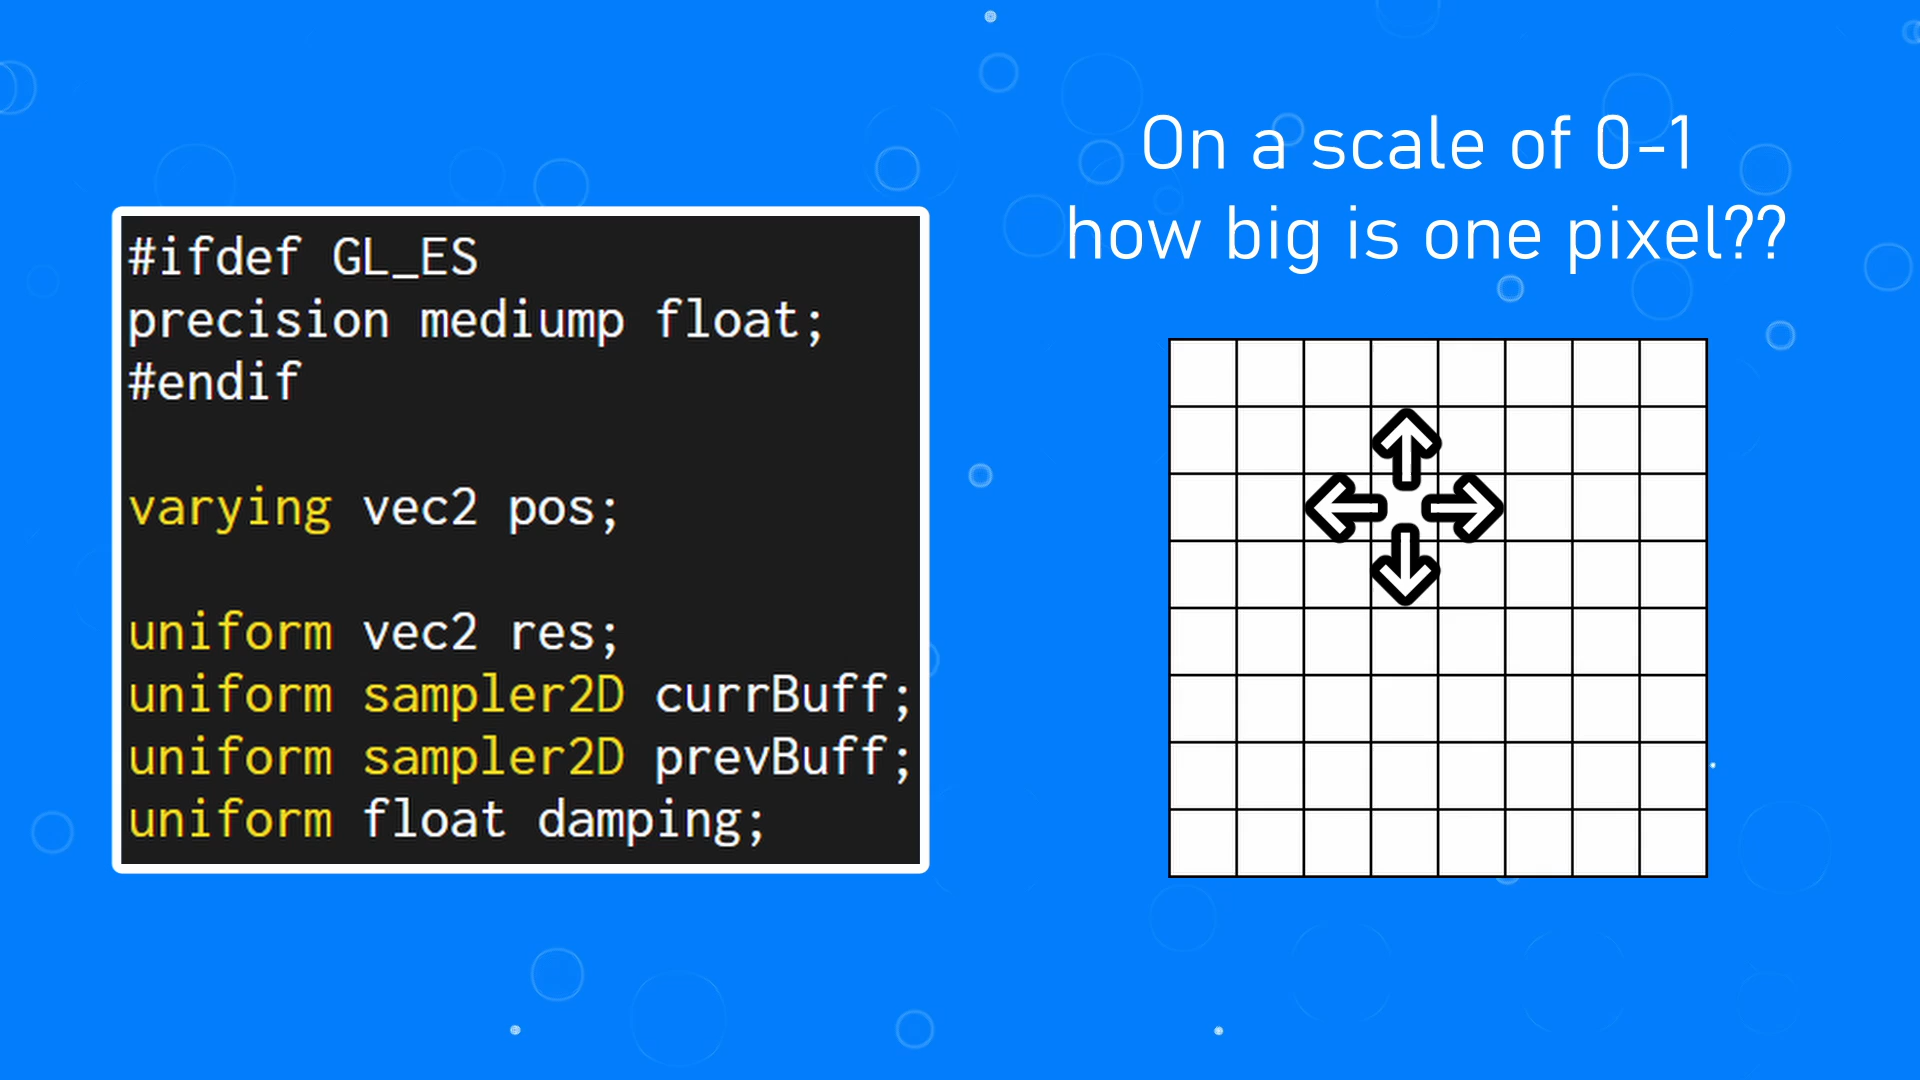 On a scale of 0-1
how big is one pixel??
#ifdef GL_ES
precision mediump float;
#endif
varying vec2 pos;
uniform vec2 res;
uniform sampler2D currBuff;
uniform sampler2D prevBuff;
uniform float damping;